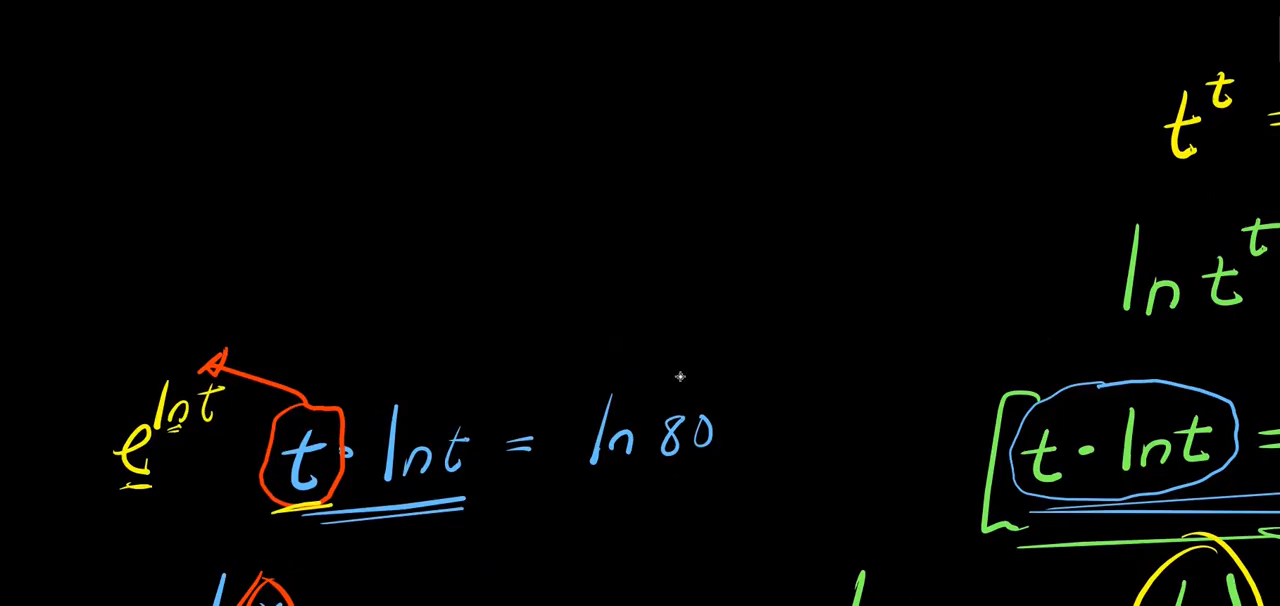 t^t =
ln t^t
e^{ln t} t · ln t = ln 80
[t · ln t =